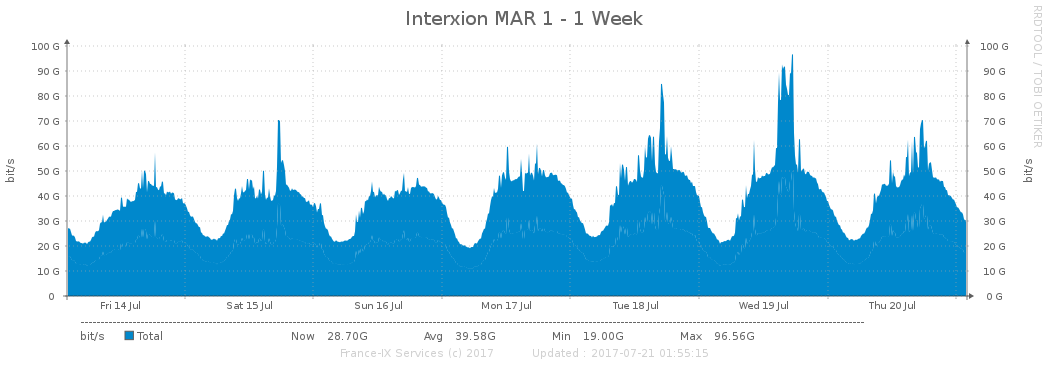 Interxion MAR 1 - 1 Week
RRDTOOL / TOBI OETIKER
bit/s
100 G
90 G
80 G
70 G
60 G
50 G
40 G
30 G
20 G
10 G
0
100 G
90 G
80 G
70 G
60 G
50 G
40 G
30 G
20 G
10 G
0 G
bit/s
Fri 14 Jul Sat 15 Jul Sun 16 Jul Mon 17 Jul Tue 18 Jul Wed 19 Jul Thu 20 Jul
bit/s Total Now 28.70G Avg 39.58G Min 19.00G Max 96.56G
France-IX Services (c) 2017 Updated : 2017-07-21 01:55:15